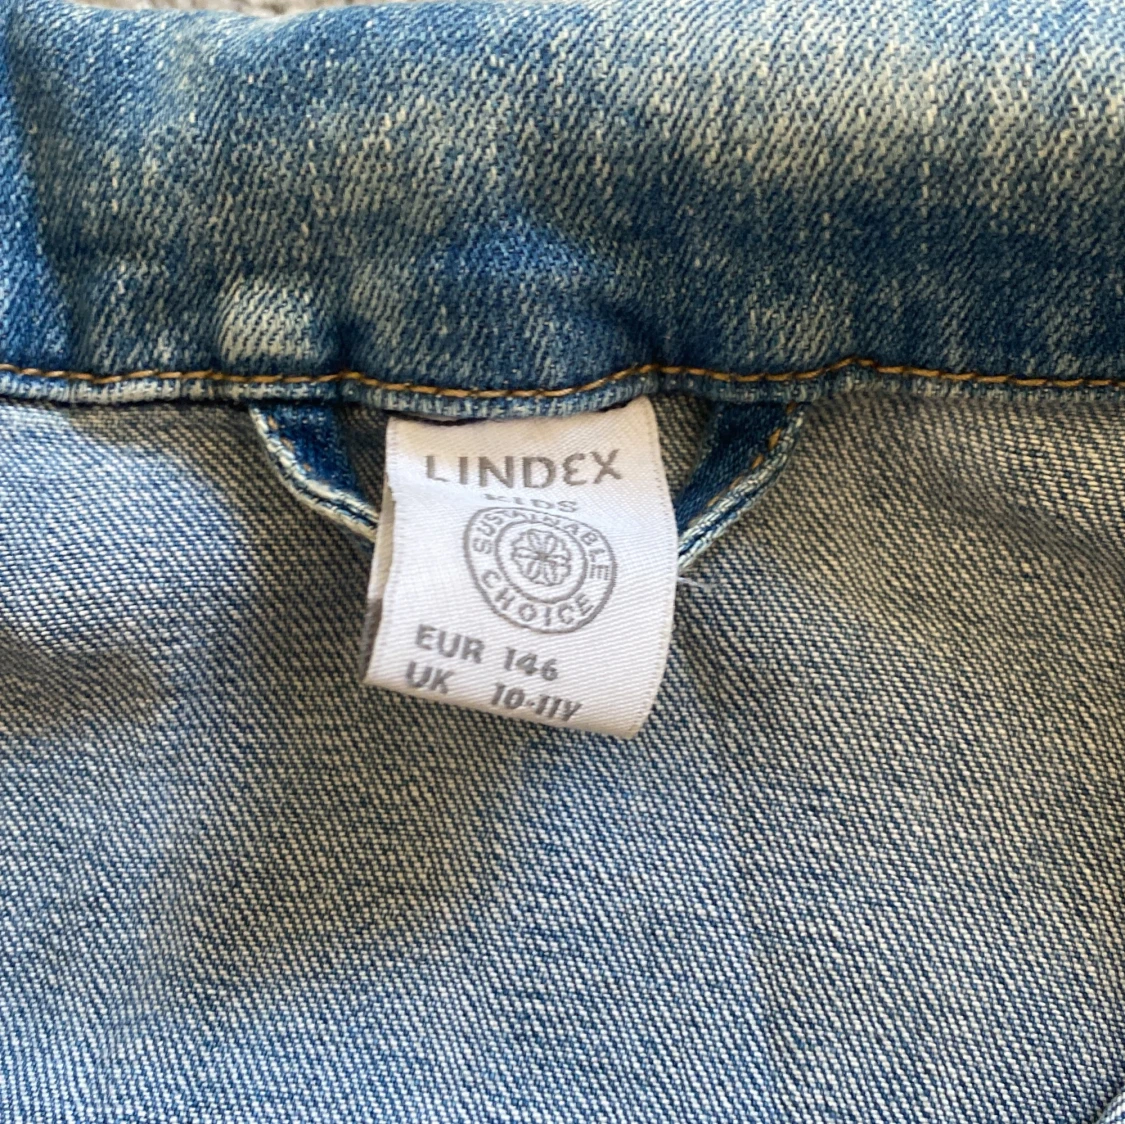 LINDEX
KIDS
SUSTAINABLE
CHOICE
EUR 146
UK 10-11Y